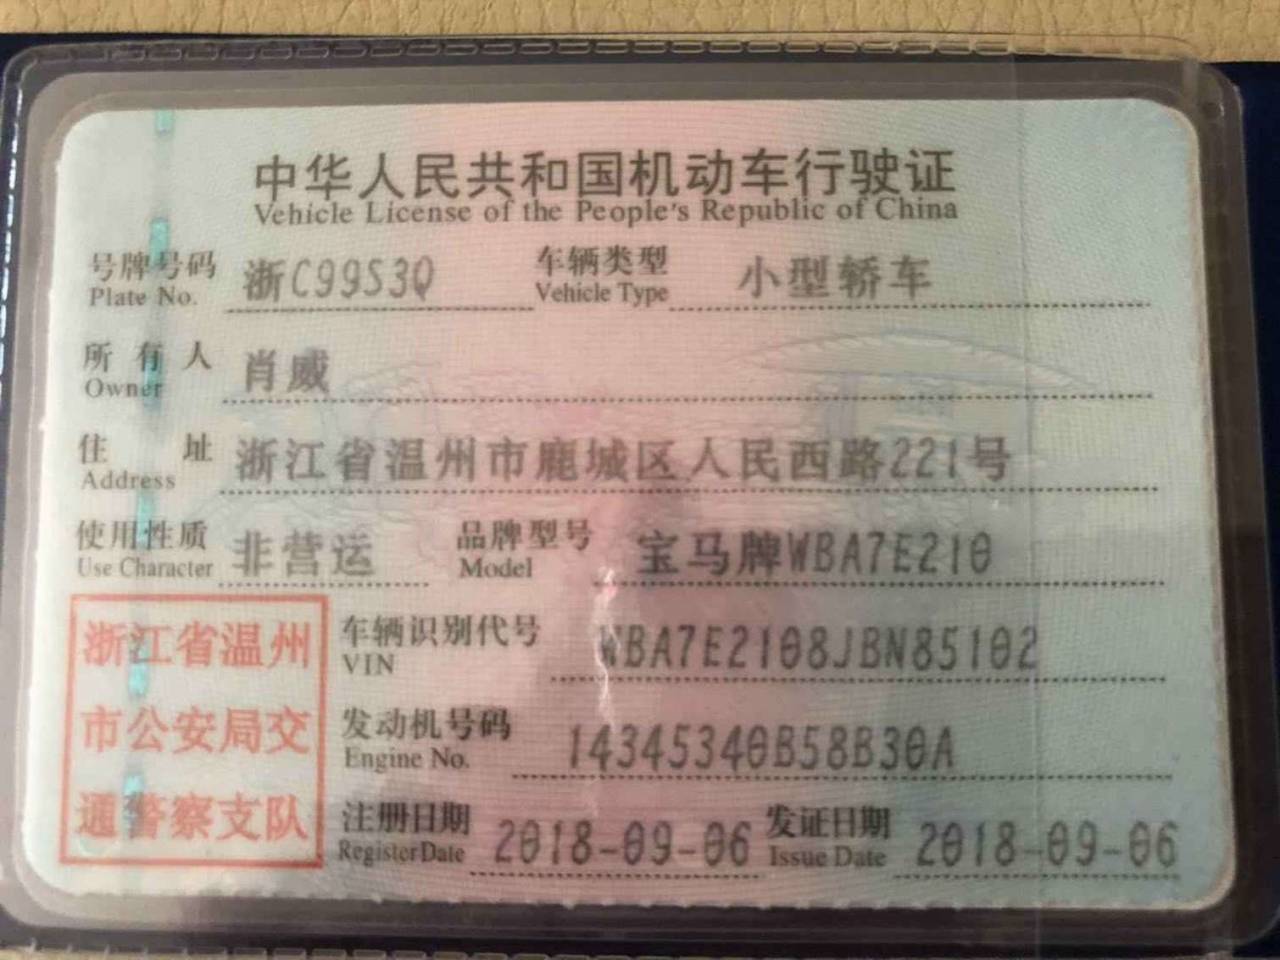 中华人民共和国机动车行驶证
Vehicle License of the People's Republic of China
号牌号码 浙C99S3Q 车辆类型 小型轿车
Plate No. Vehicle Type
所有人 肖威
Owner
住址 浙江省温州市鹿城区人民西路221号
Address
使用性质 非营运 品牌型号 宝马牌WBA7E210
Use Character Model
浙江省温州
市公安局交
通警察支队
车辆识别代号 WBA7E2108JBN85102
VIN
发动机号码 14345340B58B30A
Engine No.
注册日期 2018-09-06 发证日期 2018-09-06
Register Date Issue Date